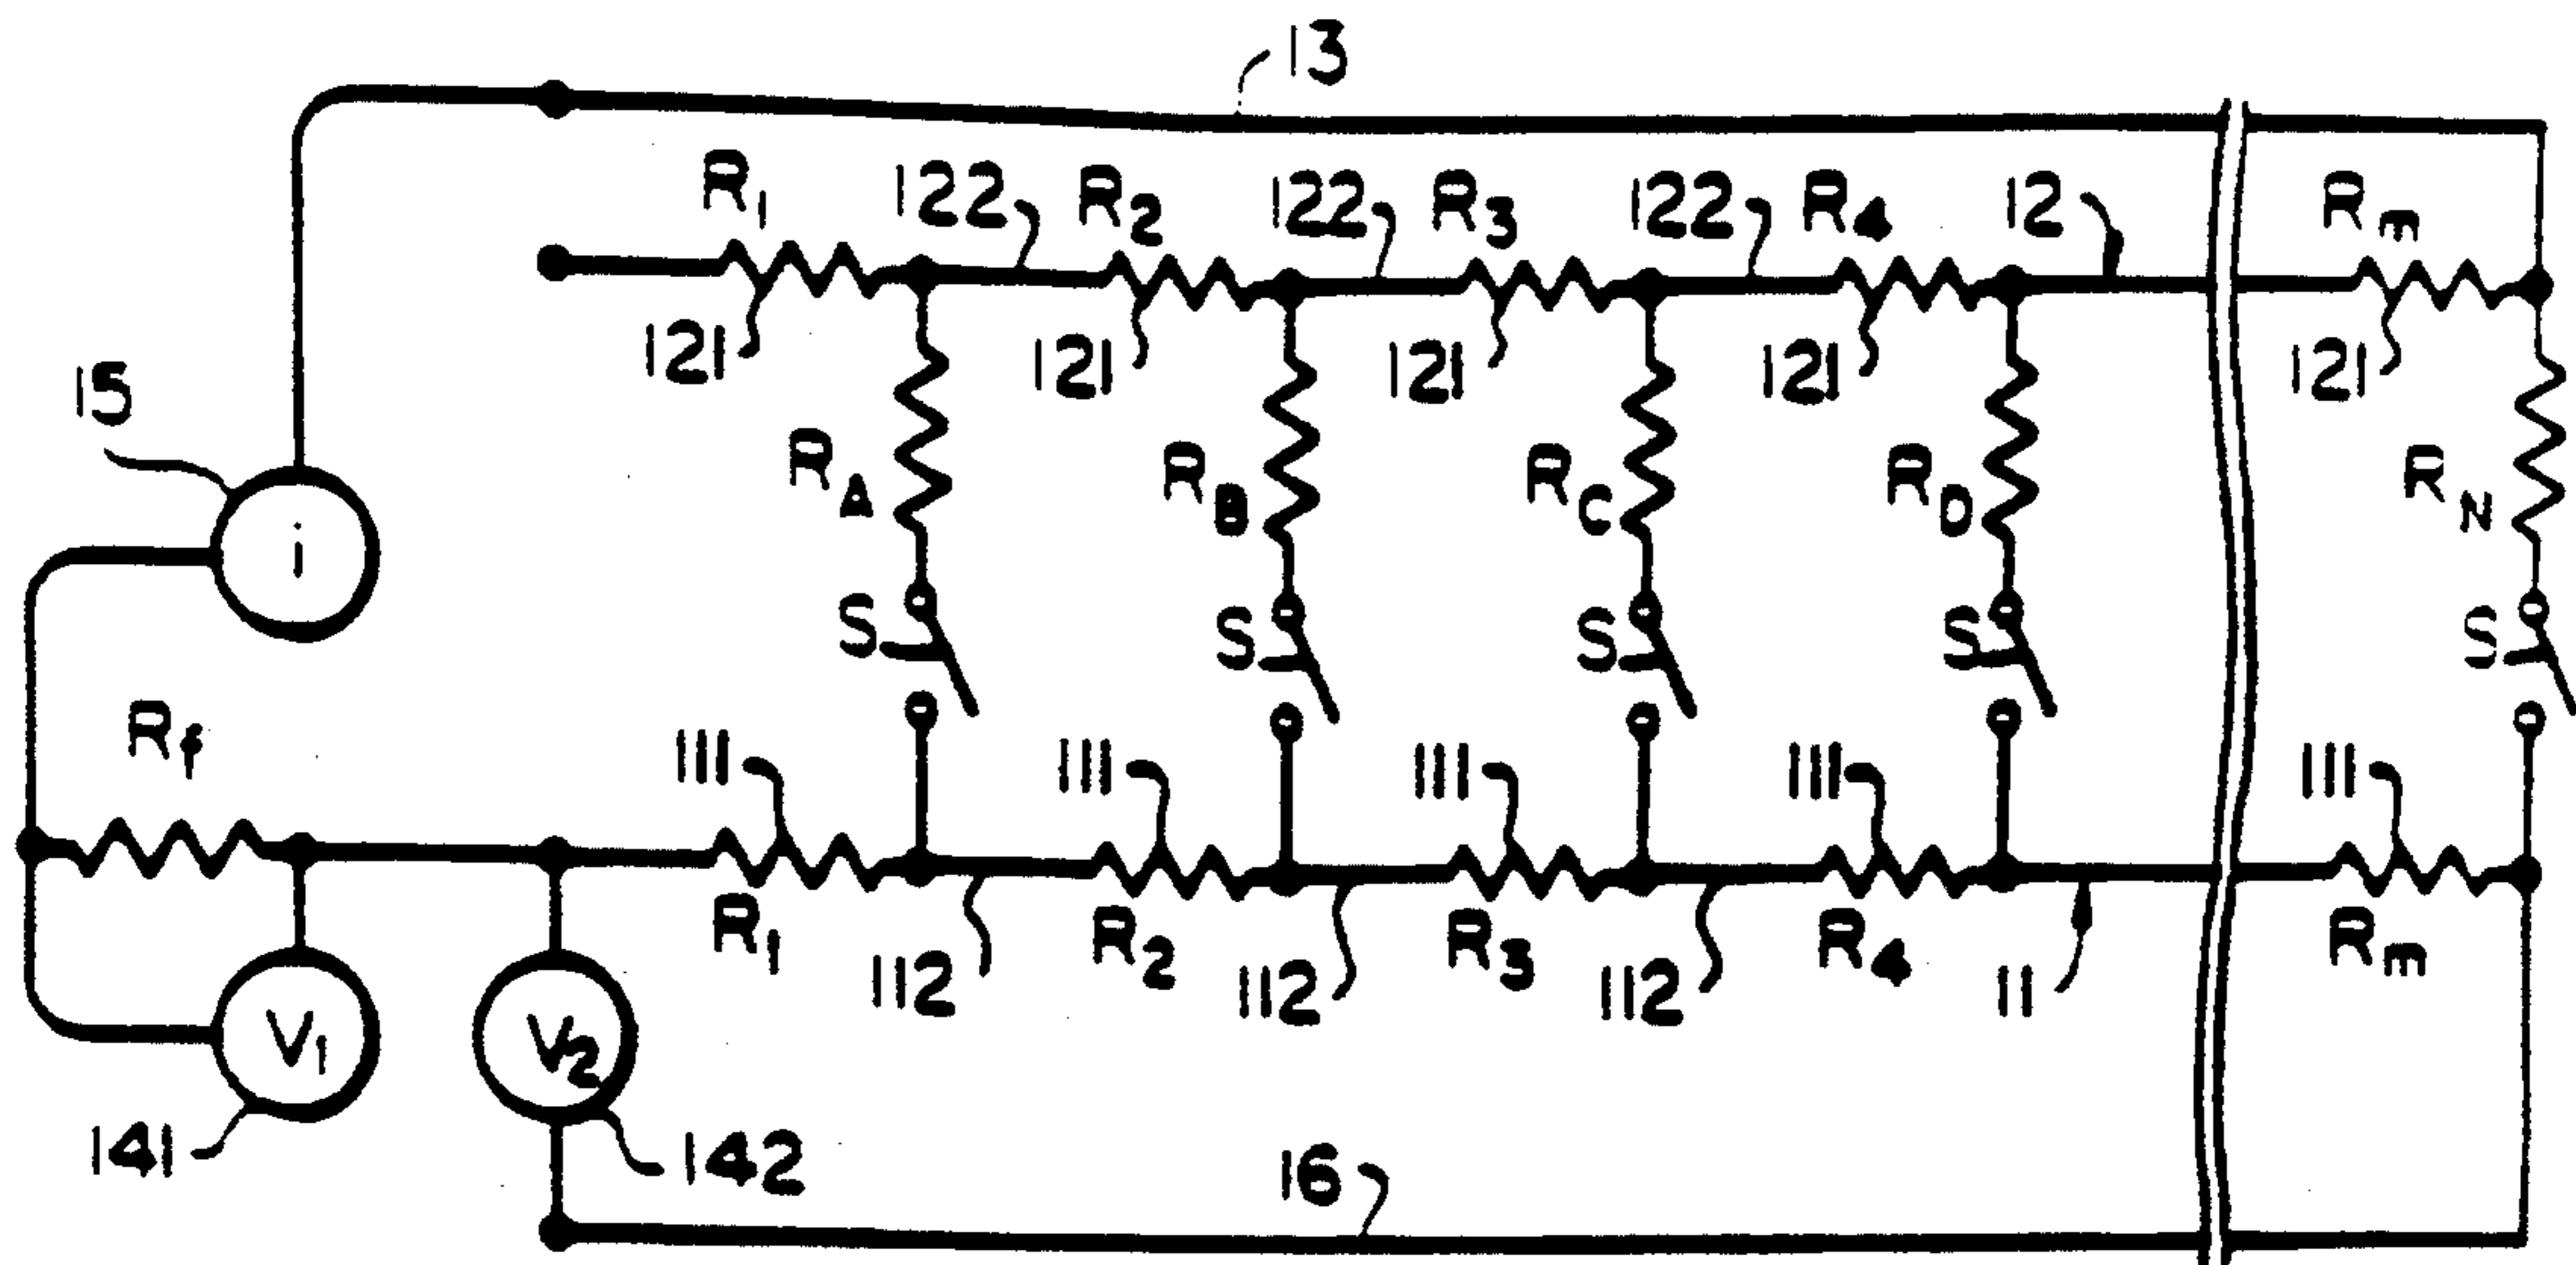 13
R1 122 R2 122 R3 122 R4 12 Rm
121 121 121 121 121
15
RA RB RC RD RN
i
S S S S S
Rf
111 111 111 111 111
R1 R2 R3 R4 Rm
112 112 112 11
V1 V2
141 142
16